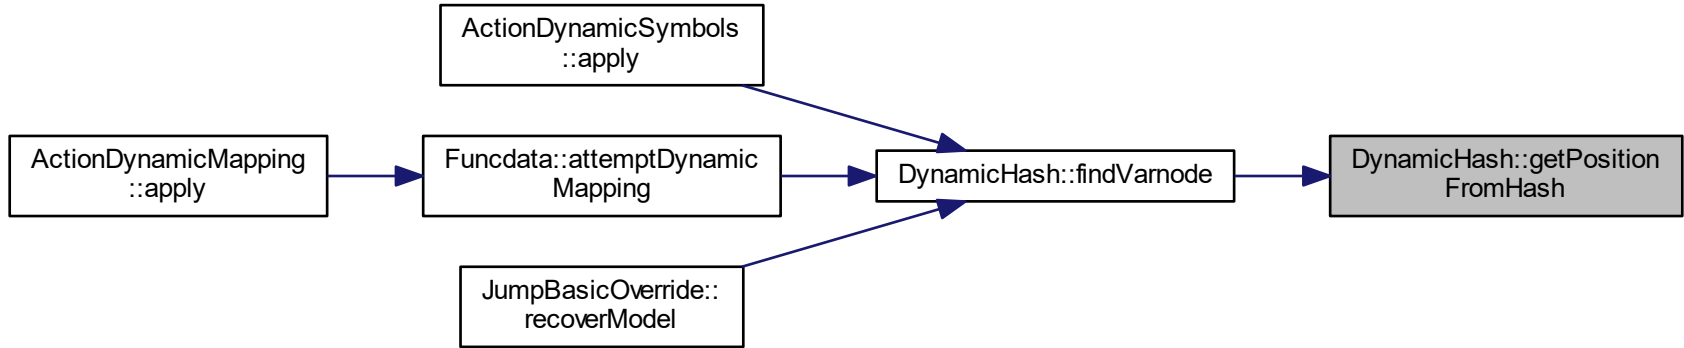 ActionDynamicSymbols
::apply
ActionDynamicMapping
::apply
Funcdata::attemptDynamic
Mapping
DynamicHash::findVarnode
DynamicHash::getPosition
FromHash
JumpBasicOverride::
recoverModel